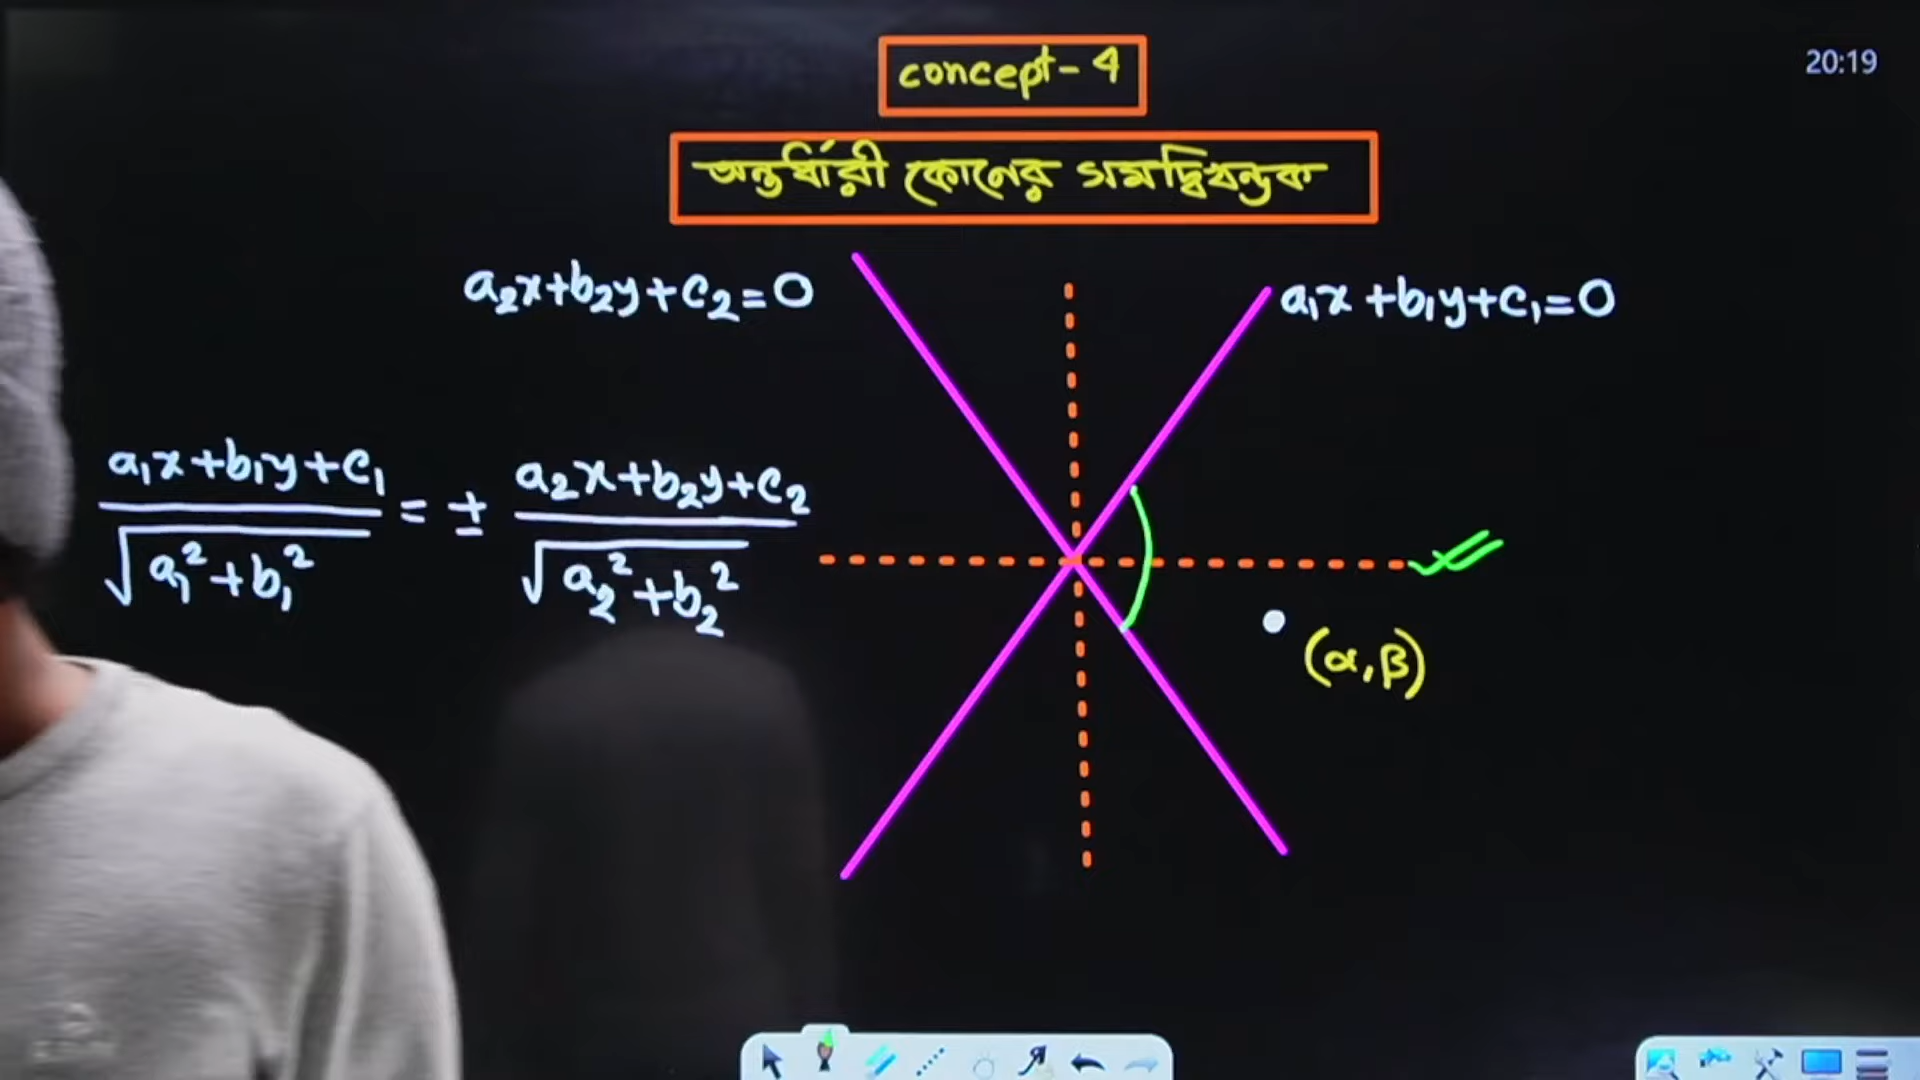 concept-4
20:19
অন্তর্ধারী কোনের সমদ্বিখন্ডক
a₂x+b₂y+c₂=0
a₁x+b₁y+c₁=0
(a₁x+b₁y+c₁)/√(a₁²+b₁²) = ± (a₂x+b₂y+c₂)/√(a₂²+b₂²)
(α,β)